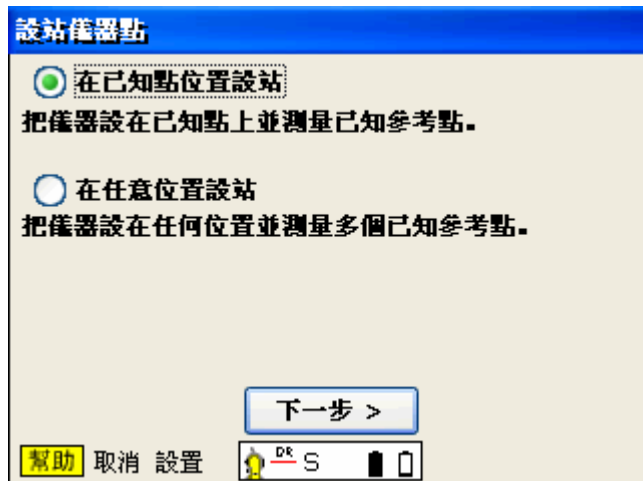 設站儀器點
在已知點位置設站
把儀器設在已知點上並測量已知參考點。
在任意位置設站
把儀器設在任何位置並測量多個已知參考點。
下一步 >
幫助 取消 設置 DR S